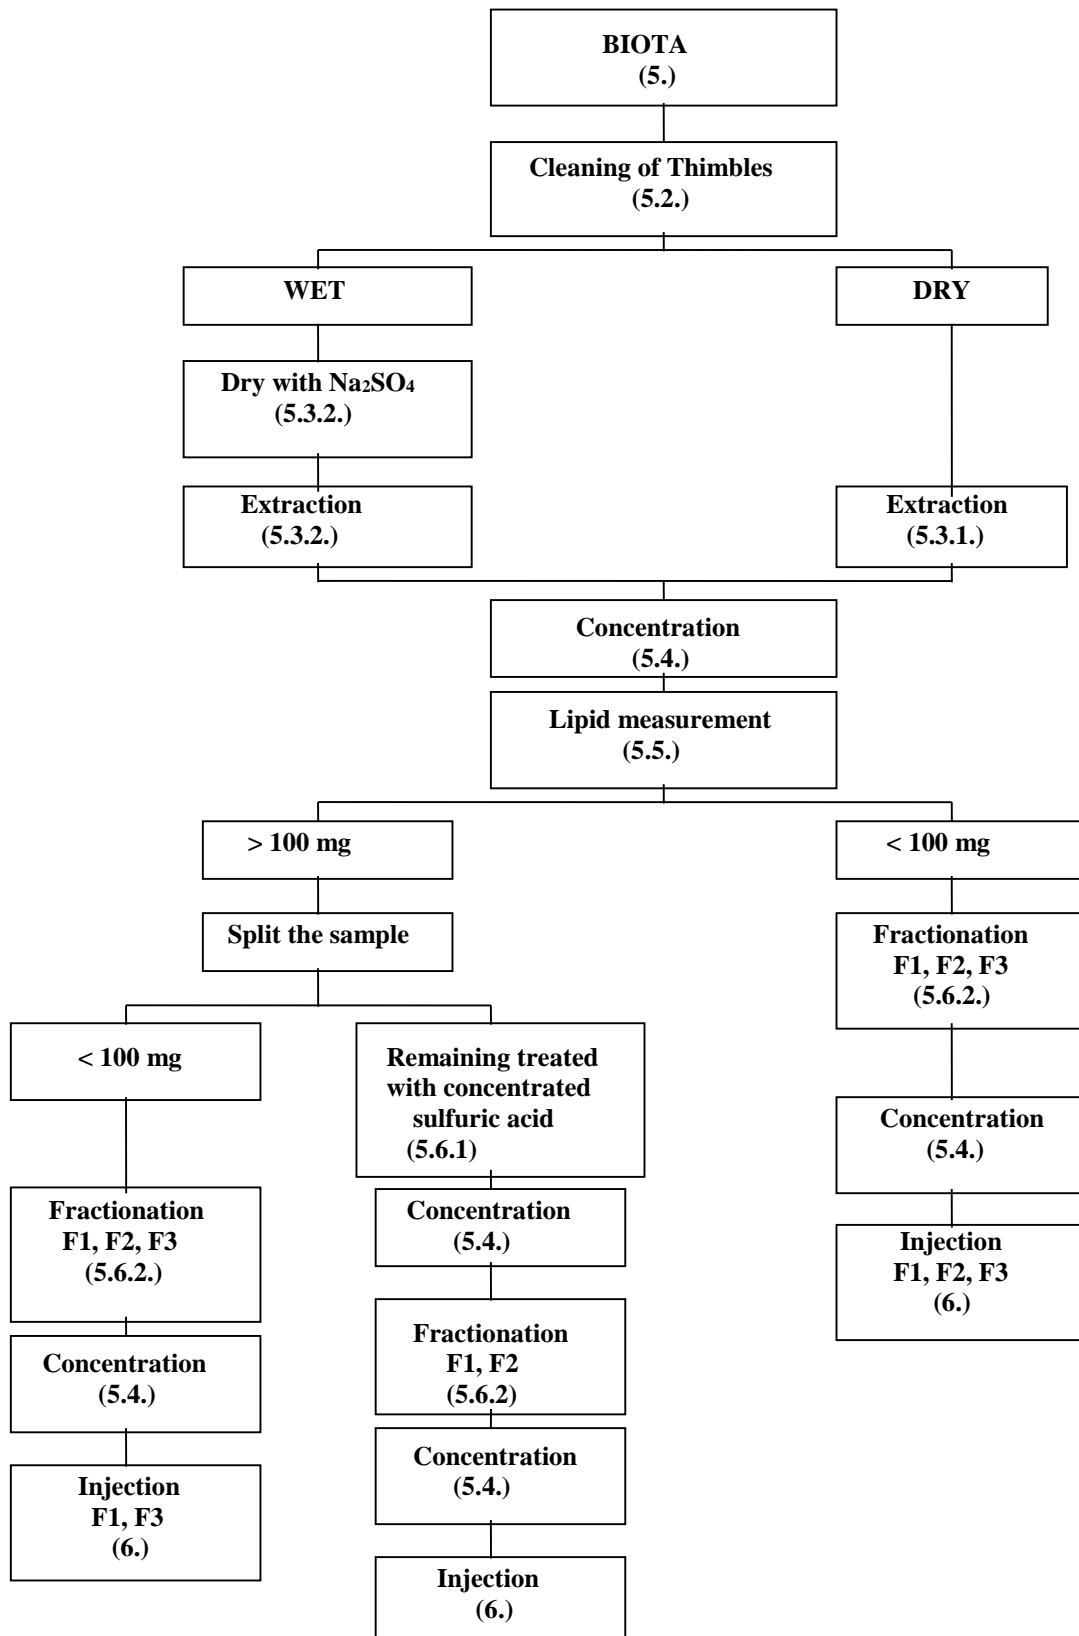 BIOTA
(5.)
Cleaning of Thimbles
(5.2.)
WET
DRY
Dry with Na₂SO₄
(5.3.2.)
Extraction
(5.3.2.)
Extraction
(5.3.1.)
Concentration
(5.4.)
Lipid measurement
(5.5.)
> 100 mg
< 100 mg
Split the sample
Fractionation
F1, F2, F3
(5.6.2.)
< 100 mg
Remaining treated
with concentrated
sulfuric acid
(5.6.1)
Concentration
(5.4.)
Fractionation
F1, F2, F3
(5.6.2.)
Concentration
(5.4.)
Injection
F1, F2, F3
(6.)
Concentration
(5.4.)
Fractionation
F1, F2
(5.6.2)
Injection
F1, F3
(6.)
Concentration
(5.4.)
Injection
(6.)